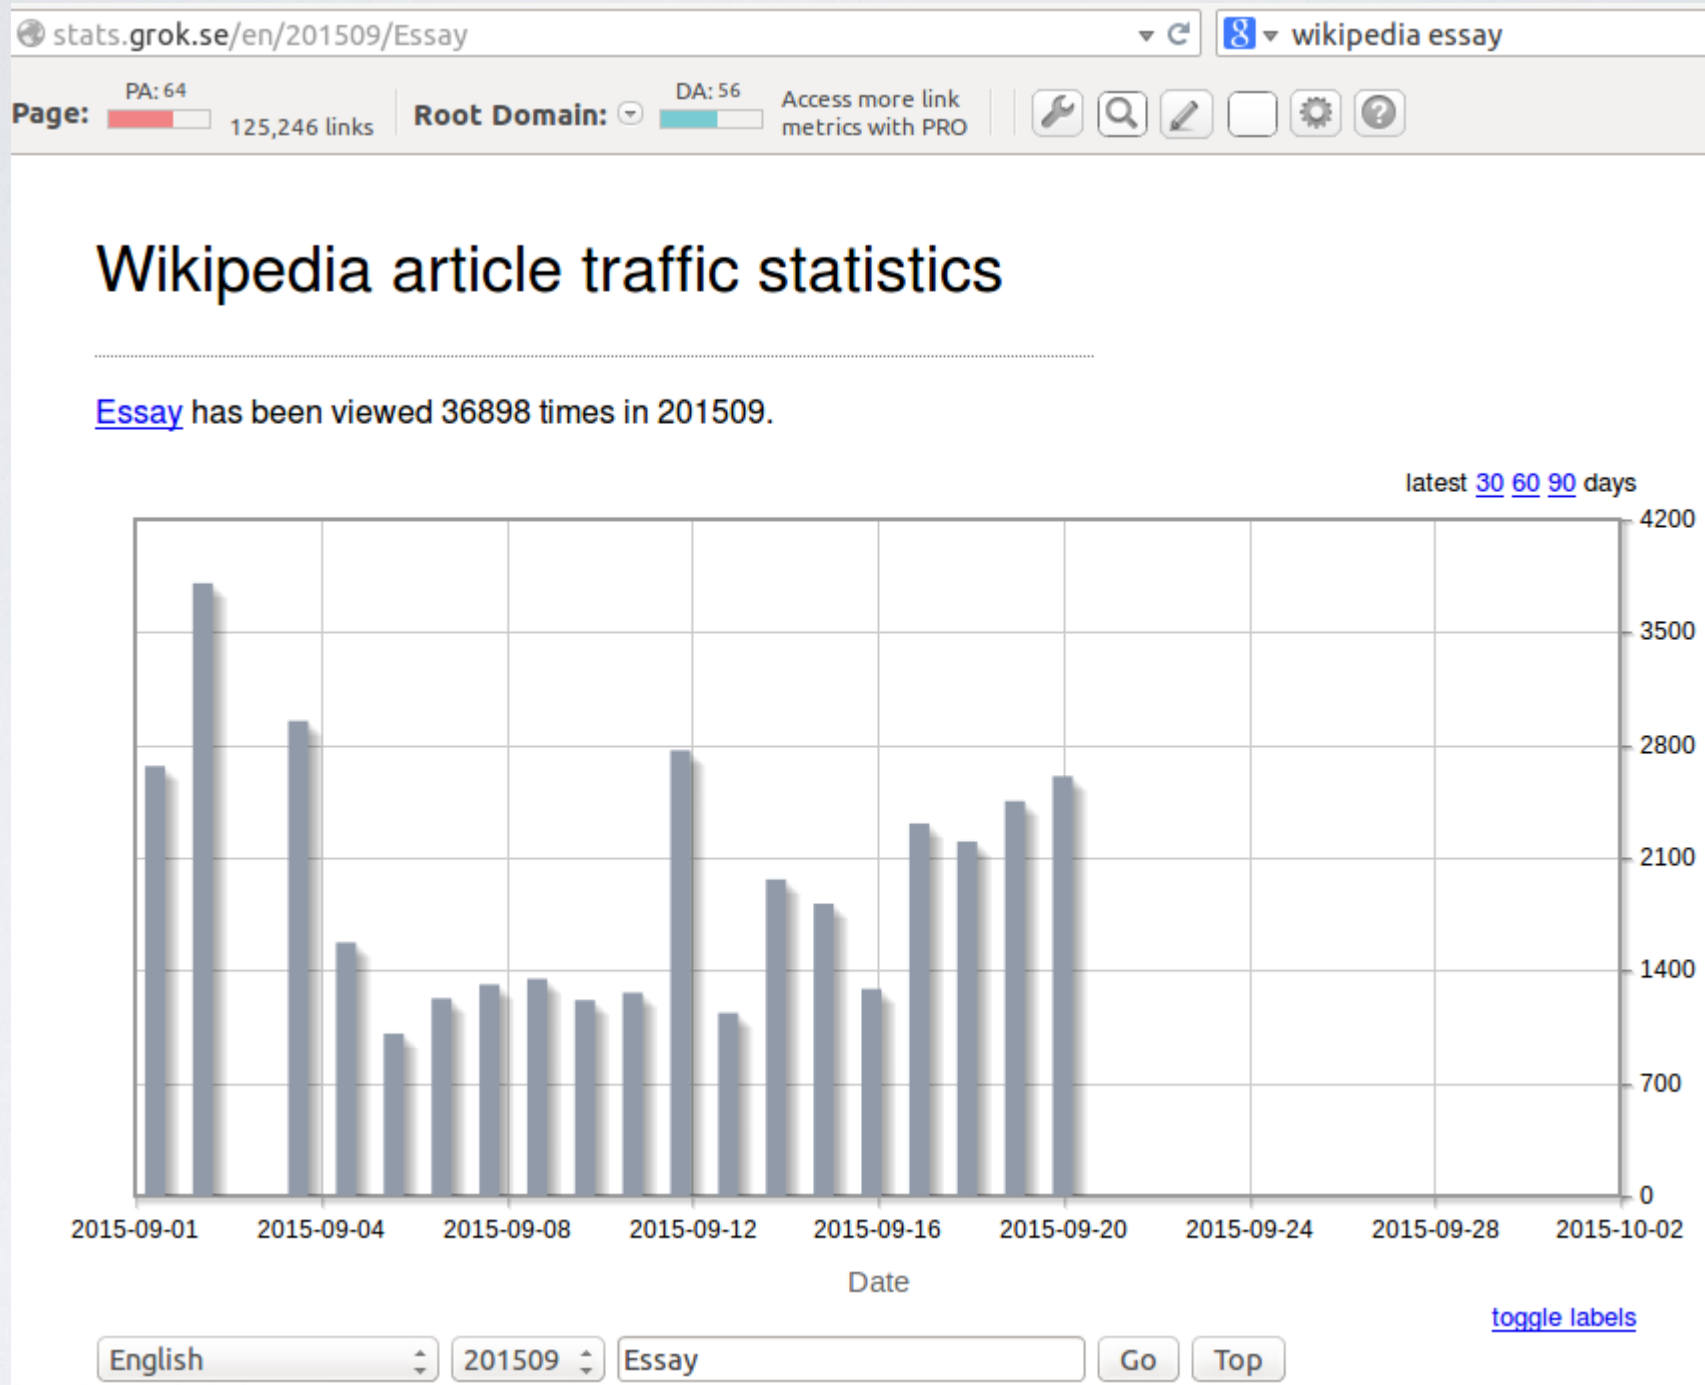 stats.grok.se/en/201509/Essay
8 wikipedia essay
Page: PA: 64 125,246 links Root Domain: DA: 56 Access more link metrics with PRO
Wikipedia article traffic statistics
Essay has been viewed 36898 times in 201509.
latest 30 60 90 days
4200
3500
2800
2100
1400
700
0
2015-09-01 2015-09-04 2015-09-08 2015-09-12 2015-09-16 2015-09-20 2015-09-24 2015-09-28 2015-10-02
Date
toggle labels
English 201509 Essay Go Top